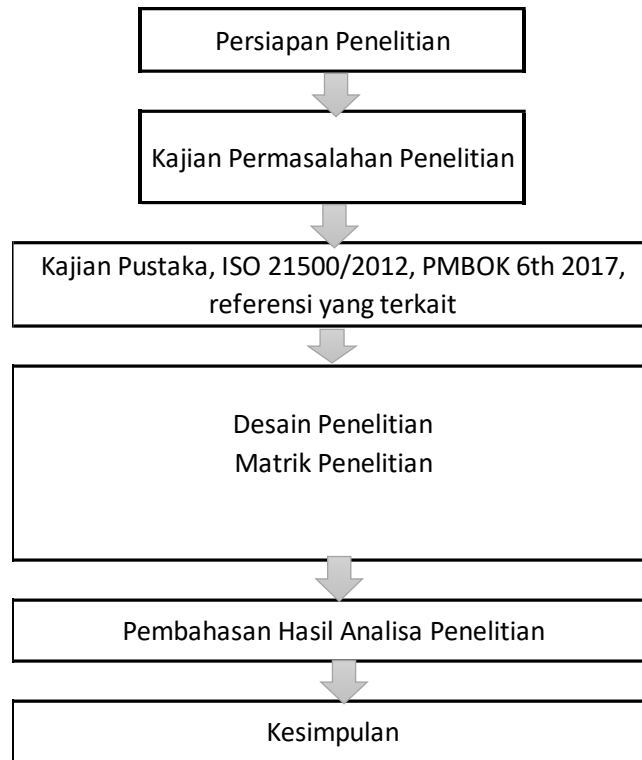 Persiapan Penelitian
Kajian Permasalahan Penelitian
Kajian Pustaka, ISO 21500/2012, PMBOK 6th 2017,
referensi yang terkait
Desain Penelitian
Matrik Penelitian
Pembahasan Hasil Analisa Penelitian
Kesimpulan